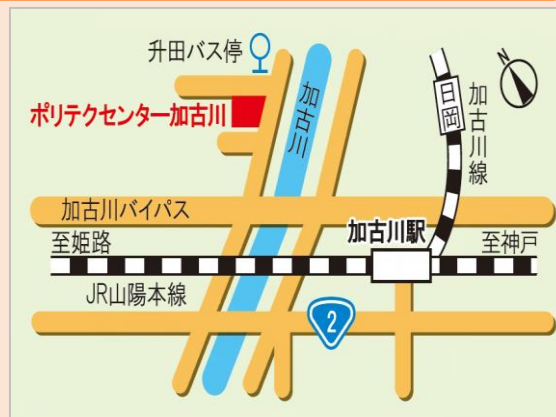 升田バス停
N
ポリテクセンター加古川
加古川
日岡
加古川線
加古川バイパス
加古川駅
至姫路
至神戸
JR山陽本線
2